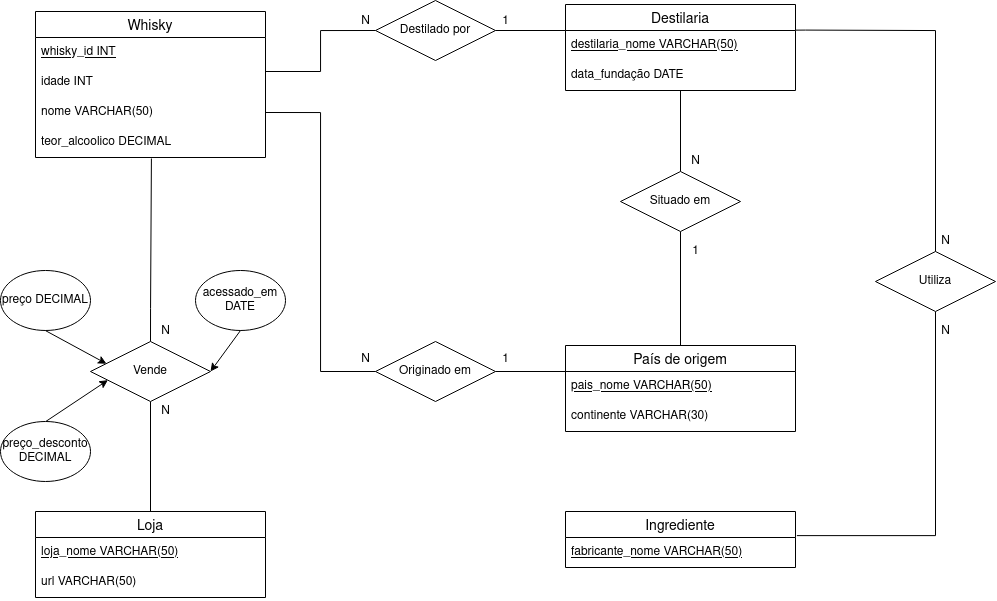 Whisky
whisky_id INT
idade INT
nome VARCHAR(50)
teor_alcoolico DECIMAL
N
Destilado por
1
Destilaria
destilaria_nome VARCHAR(50)
data_fundação DATE
N
Situado em
1
N
Utiliza
N
preço DECIMAL
acessado_em
DATE
N
Vende
N
preço_desconto
DECIMAL
N
Originado em
1
País de origem
pais_nome VARCHAR(50)
continente VARCHAR(30)
Loja
loja_nome VARCHAR(50)
url VARCHAR(50)
Ingrediente
fabricante_nome VARCHAR(50)